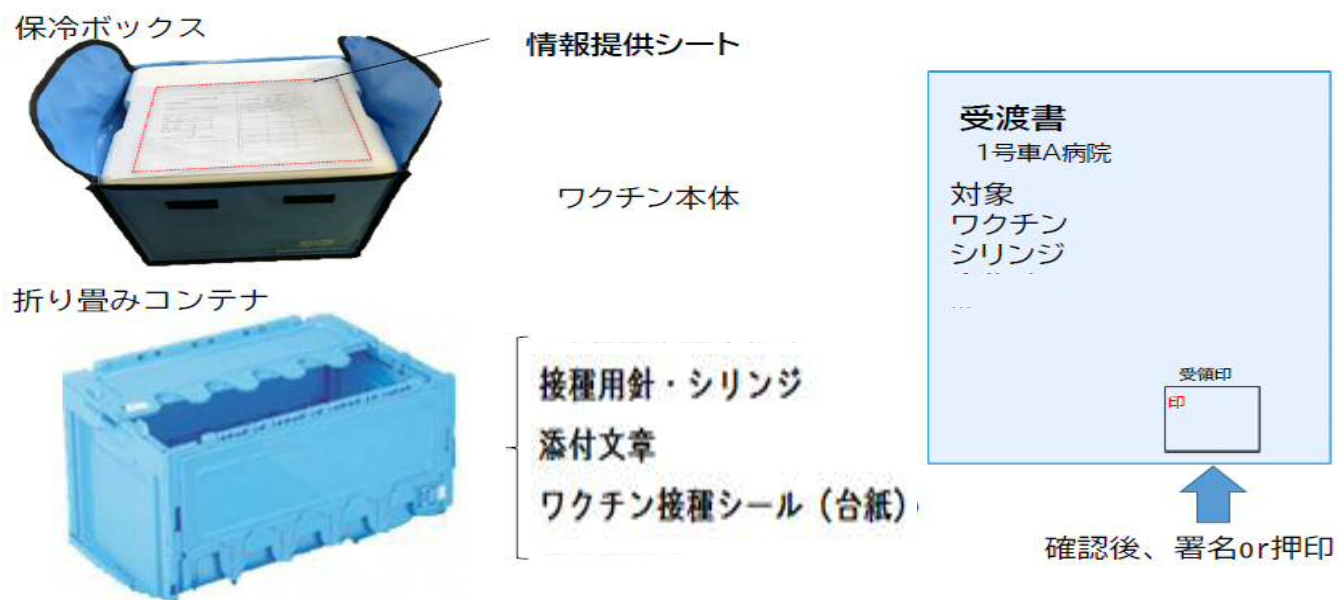 保冷ボックス
情報提供シート
ワクチン本体
折り畳みコンテナ
接種用針・シリンジ
添付文章
ワクチン接種シール（台紙）
受渡書
1号車A病院
対象
ワクチン
シリンジ
...
受領印
印
確認後、署名or押印